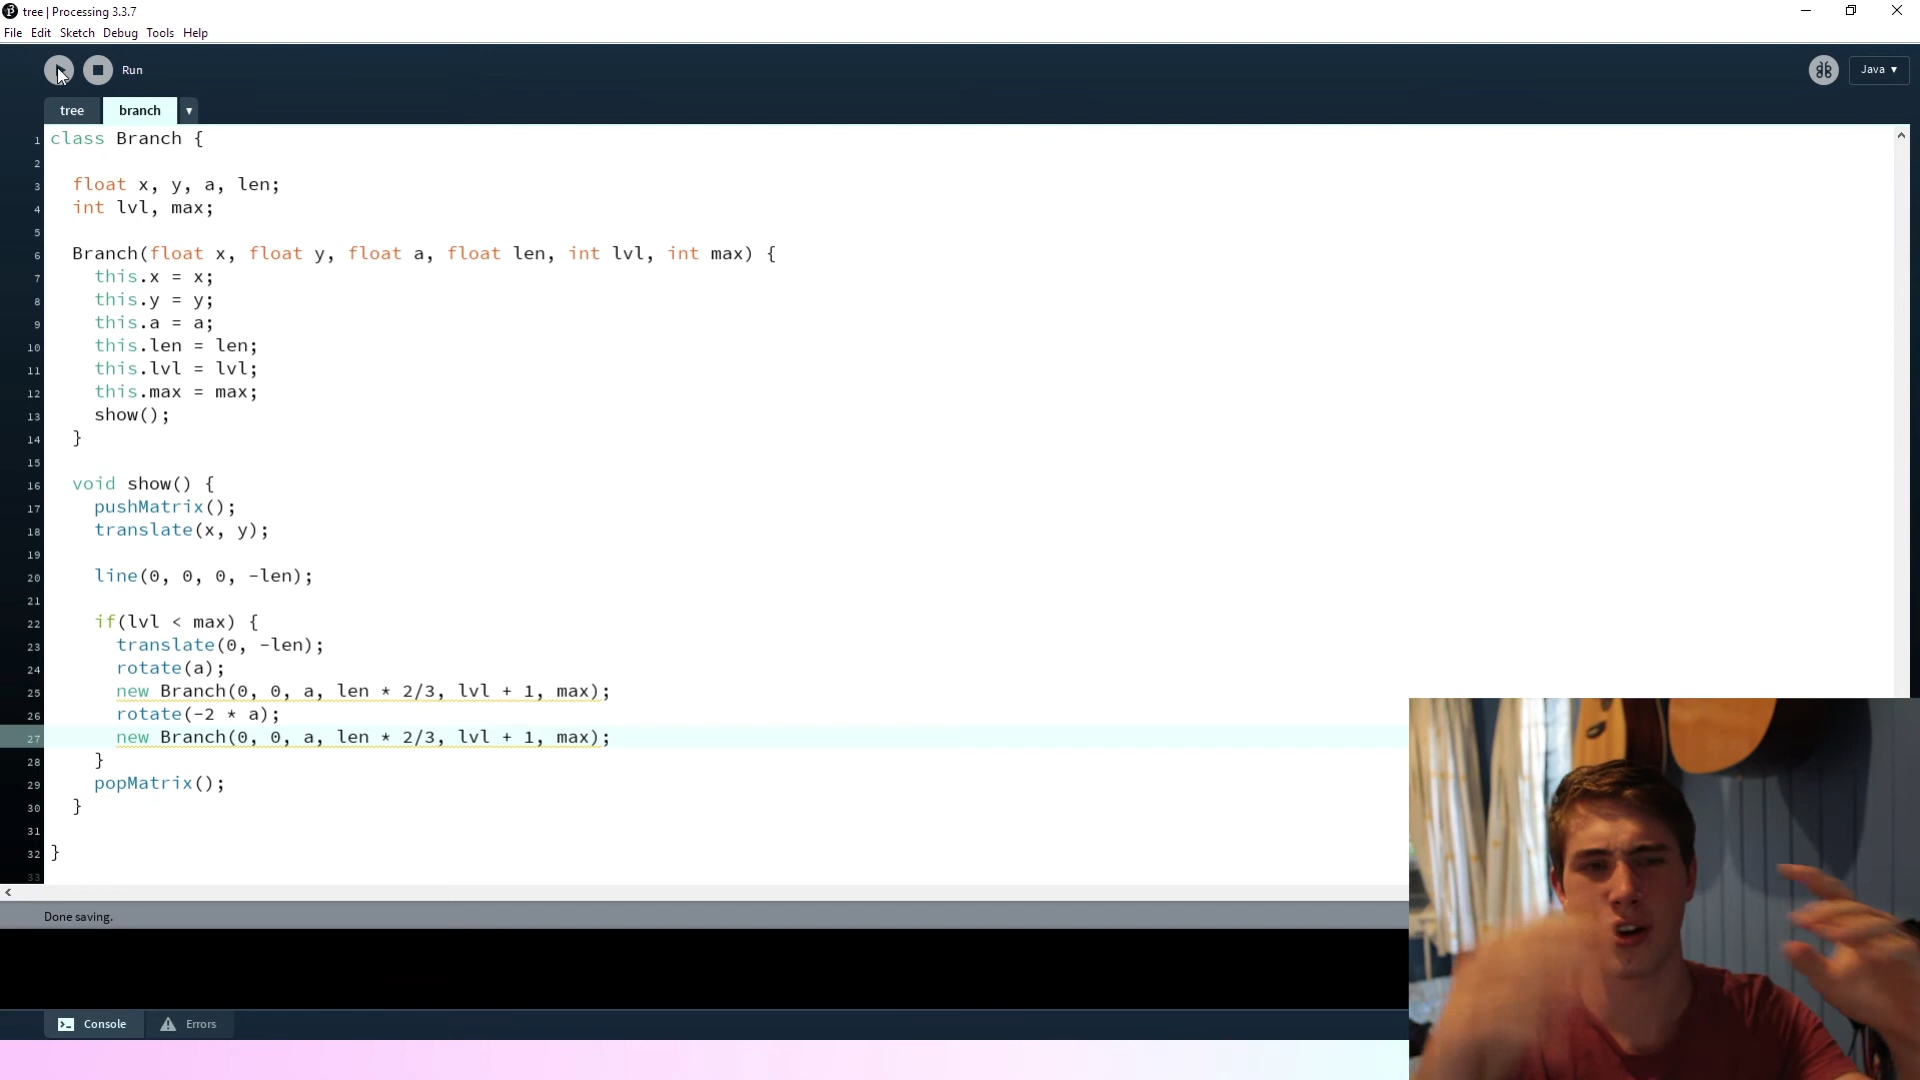 tree | Processing 3.3.7
File Edit Sketch Debug Tools Help
Run
Java
tree branch
1 class Branch {
2
3 float x, y, a, len;
4 int lvl, max;
5
6 Branch(float x, float y, float a, float len, int lvl, int max) {
7 this.x = x;
8 this.y = y;
9 this.a = a;
10 this.len = len;
11 this.lvl = lvl;
12 this.max = max;
13 show();
14 }
15
16 void show() {
17 pushMatrix();
18 translate(x, y);
19
20 line(0, 0, 0, -len);
21
22 if(lvl < max) {
23 translate(0, -len);
24 rotate(a);
25 new Branch(0, 0, a, len * 2/3, lvl + 1, max);
26 rotate(-2 * a);
27 new Branch(0, 0, a, len * 2/3, lvl + 1, max);
28 }
29 popMatrix();
30 }
31
32 }
33
Done saving.
Console Errors